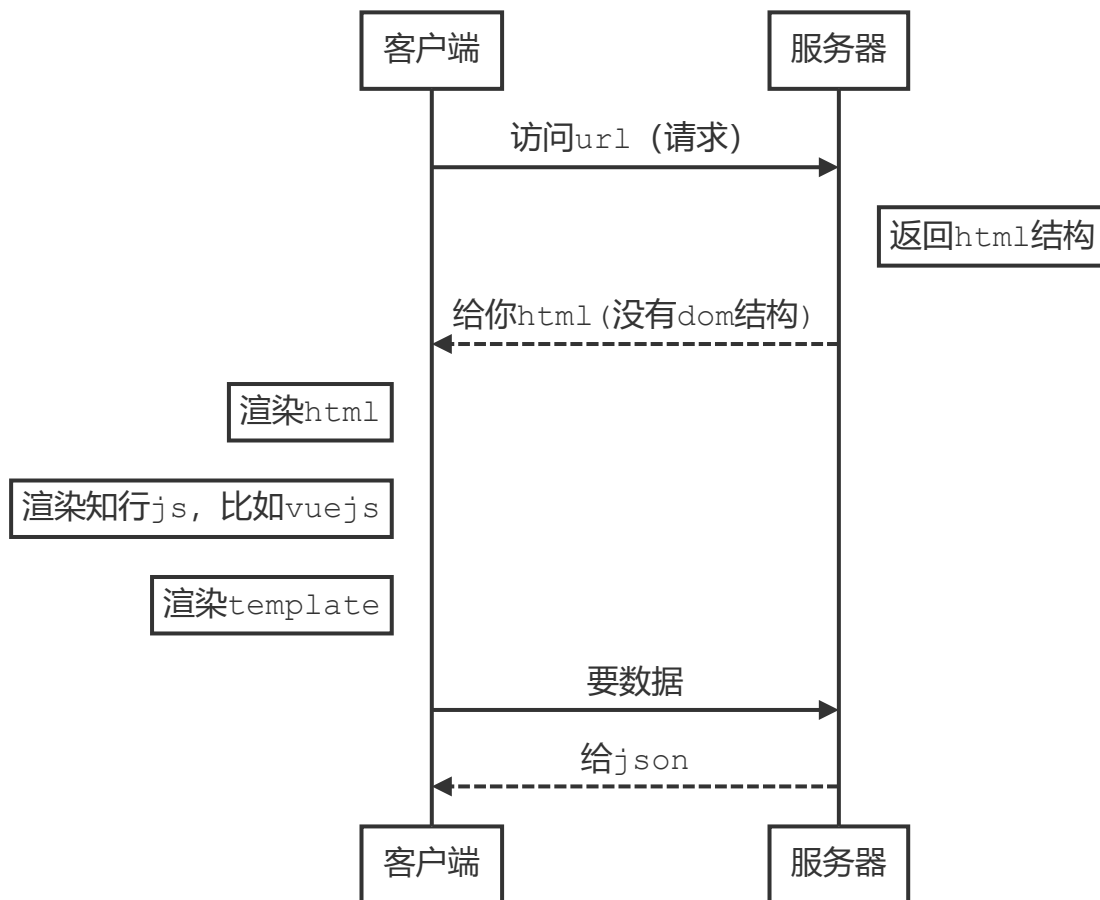 客户端
服务器
访问url（请求）
返回html结构
给你html(没有dom结构)
渲染html
渲染知行js，比如vuejs
渲染template
要数据
给json
客户端
服务器